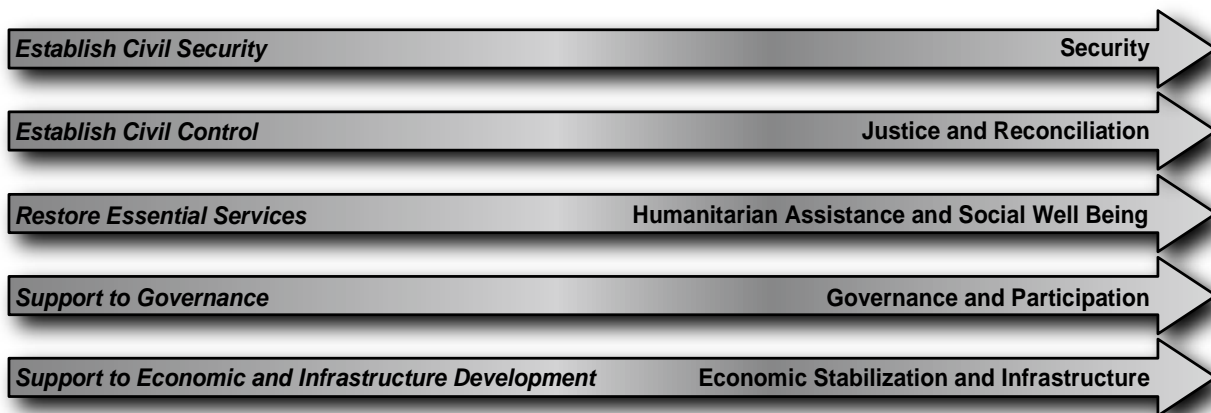 Establish Civil Security Security
Establish Civil Control Justice and Reconciliation
Restore Essential Services Humanitarian Assistance and Social Well Being
Support to Governance Governance and Participation
Support to Economic and Infrastructure Development Economic Stabilization and Infrastructure